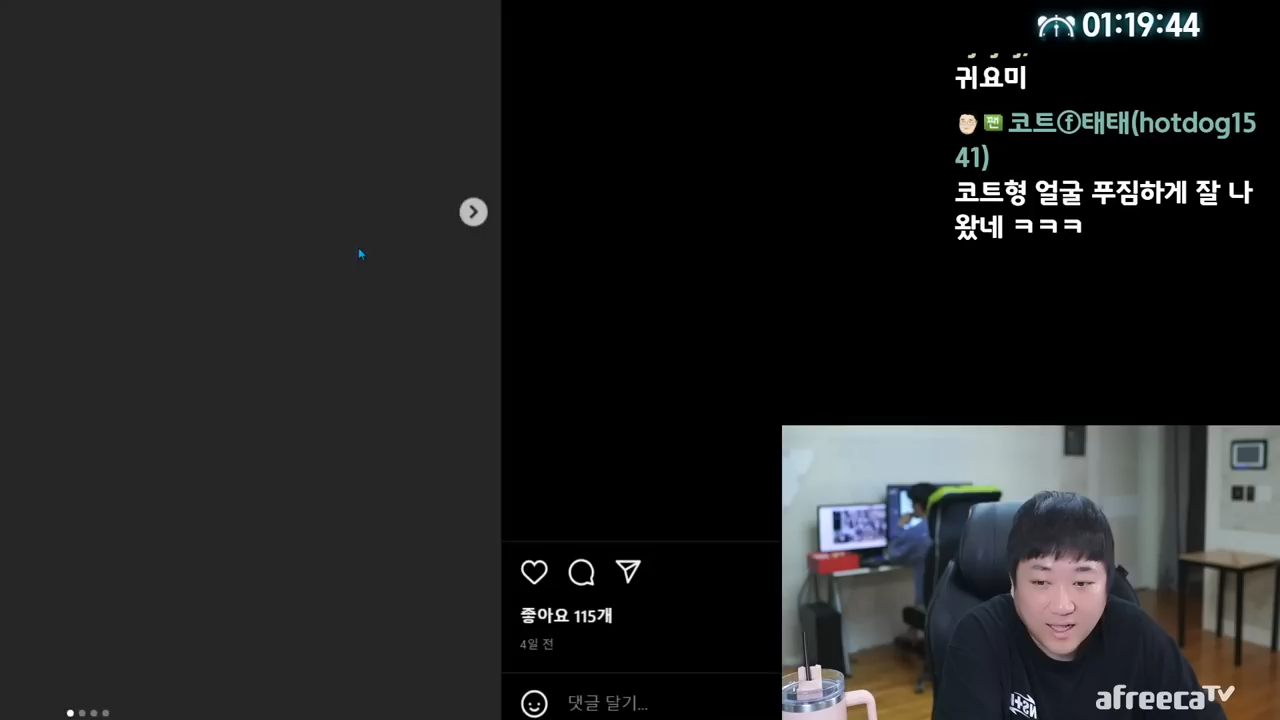 01:19:44
귀요미
팬 코트ⓕ태태(hotdog15
41)
코트형 얼굴 푸짐하게 잘 나
왔네 ㅋㅋㅋ
좋아요 115개
4일 전
댓글 달기...
afreecaTV